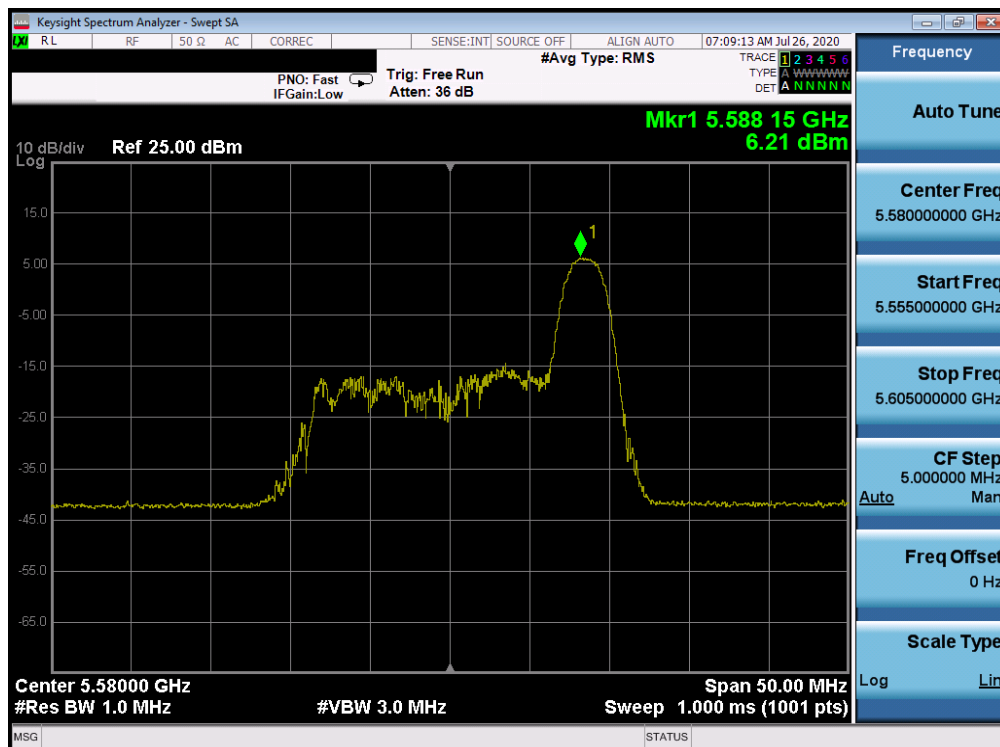 Keysight Spectrum Analyzer - Swept SA
LXI RL RF 50 Ω AC CORREC SENSE:INT SOURCE OFF ALIGN AUTO 07:09:13 AM Jul 26, 2020
PNO: Fast
IFGain:Low
Trig: Free Run
Atten: 36 dB
#Avg Type: RMS
TRACE 1 2 3 4 5 6
TYPE A WWWWW
DET A N N N N N
Frequency
Mkr1 5.588 15 GHz
6.21 dBm
10 dB/div Ref 25.00 dBm
Log
15.0
5.00
-5.00
-15.0
-25.0
-35.0
-45.0
-55.0
-65.0
1
Center 5.58000 GHz
Span 50.00 MHz
#Res BW 1.0 MHz
#VBW 3.0 MHz
Sweep 1.000 ms (1001 pts)
Auto Tune
Center Freq
5.580000000 GHz
Start Freq
5.555000000 GHz
Stop Freq
5.605000000 GHz
CF Step
5.000000 MHz
Auto Man
Freq Offset
0 Hz
Scale Type
Log Lin
MSG STATUS